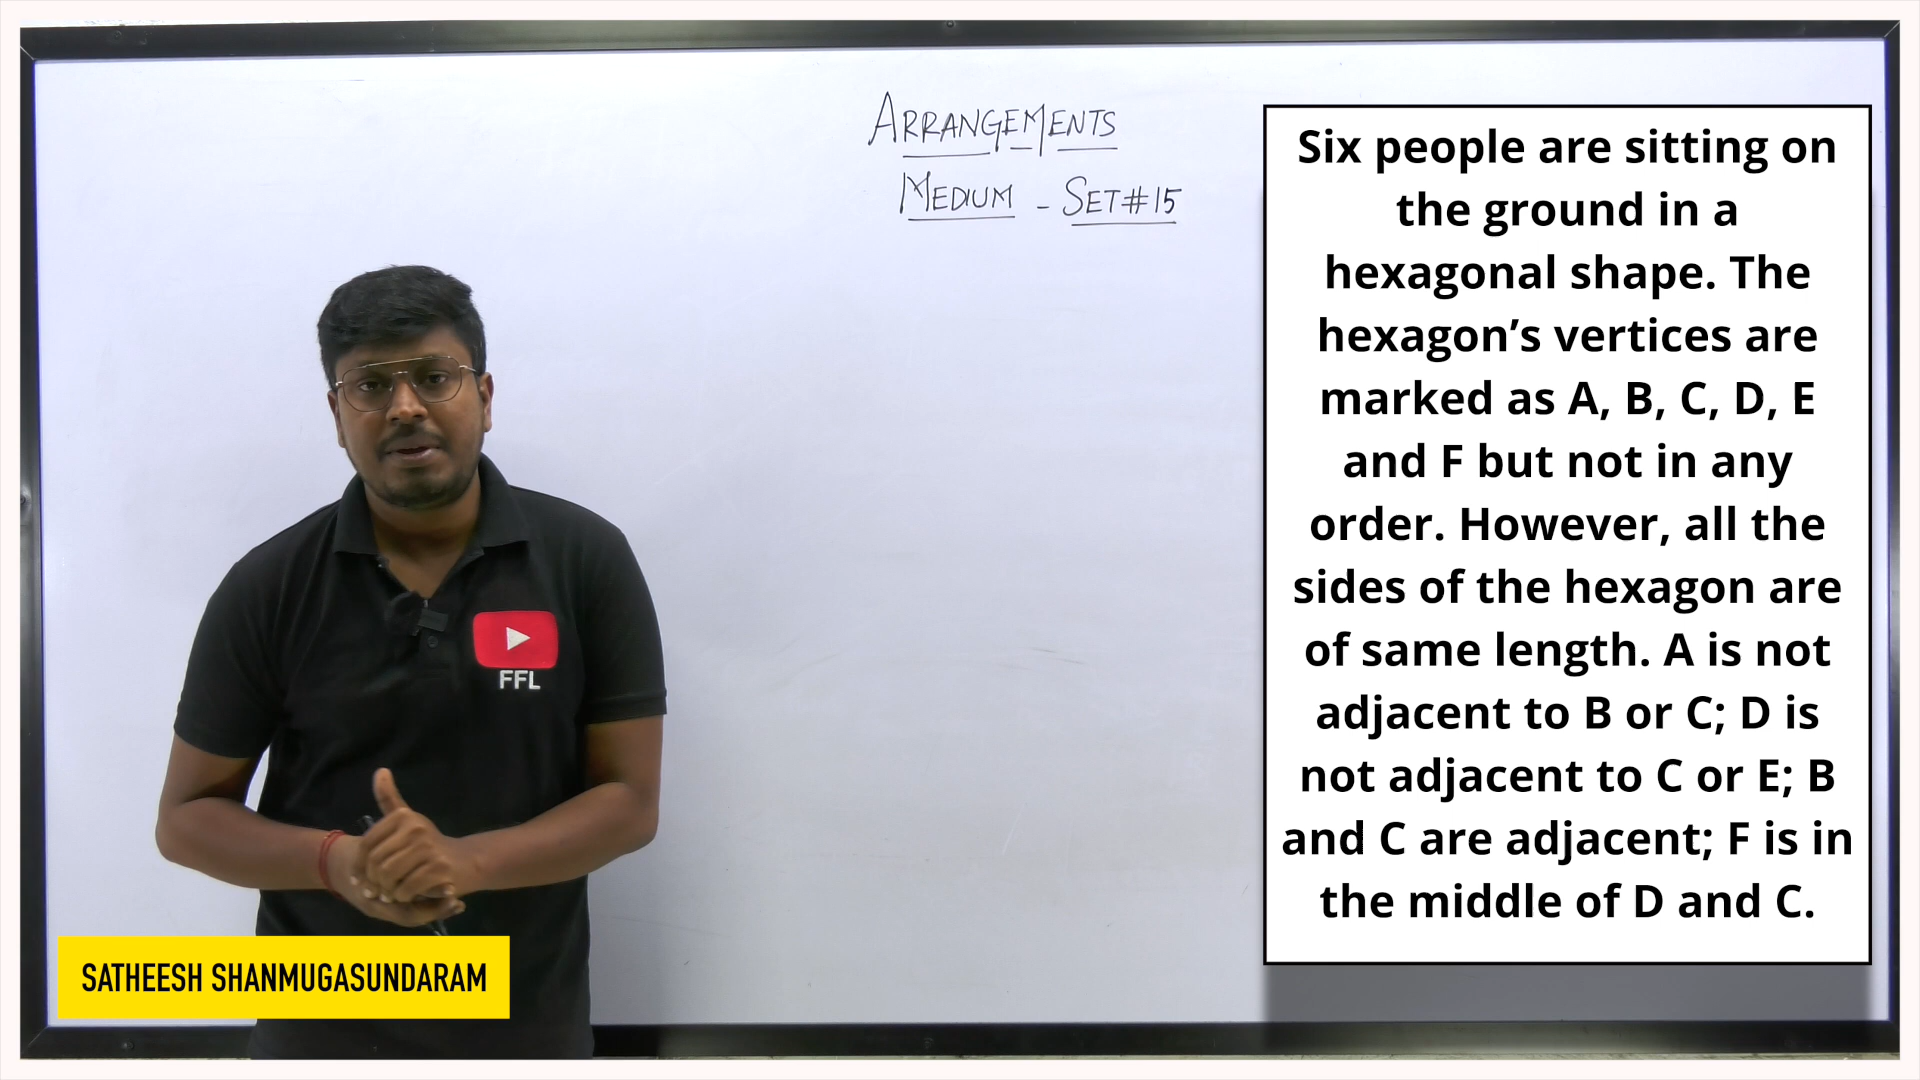 ARRANGEMENTS
MEDIUM - SET#15
Six people are sitting on
the ground in a
hexagonal shape. The
hexagon’s vertices are
marked as A, B, C, D, E
and F but not in any
order. However, all the
sides of the hexagon are
of same length. A is not
adjacent to B or C; D is
not adjacent to C or E; B
and C are adjacent; F is in
the middle of D and C.
FFL
SATHEESH SHANMUGASUNDARAM